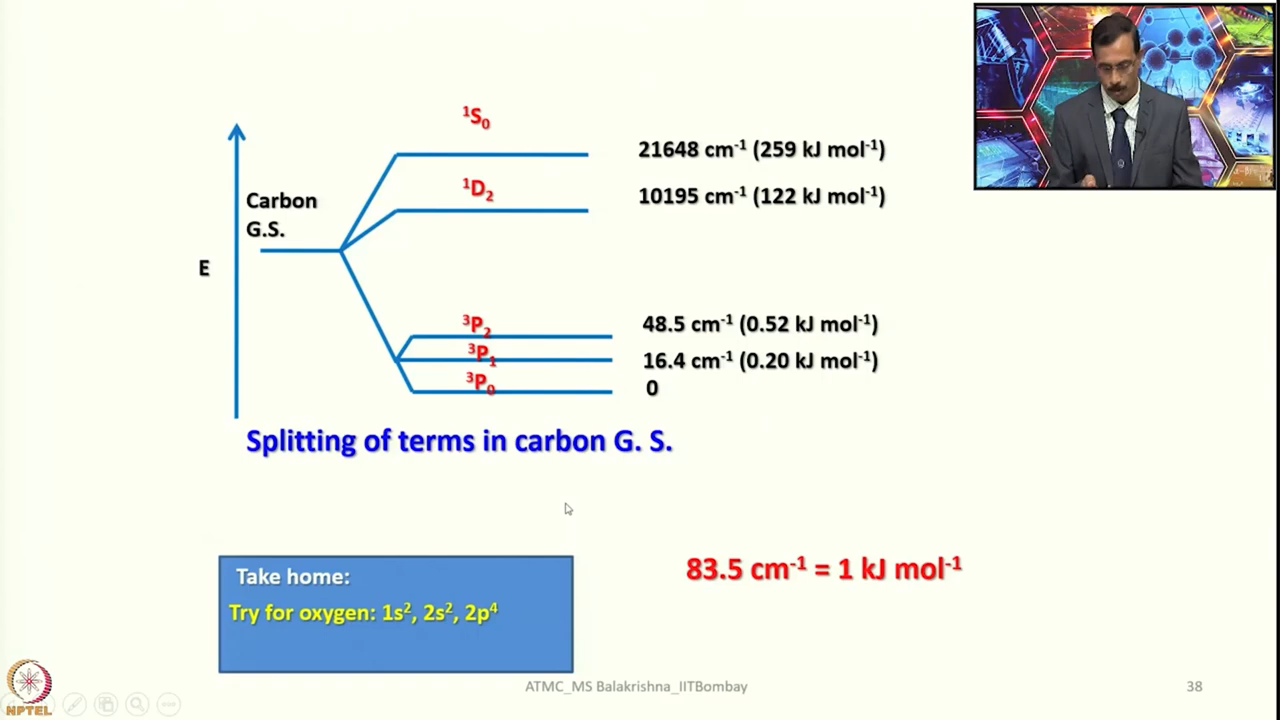 ¹S₀
21648 cm⁻¹ (259 kJ mol⁻¹)
¹D₂
10195 cm⁻¹ (122 kJ mol⁻¹)
Carbon
G.S.
E
³P₂
48.5 cm⁻¹ (0.52 kJ mol⁻¹)
³P₁
16.4 cm⁻¹ (0.20 kJ mol⁻¹)
³P₀
0
Splitting of terms in carbon G. S.
Take home:
Try for oxygen: 1s², 2s², 2p⁴
83.5 cm⁻¹ = 1 kJ mol⁻¹
ATMC_MS Balakrishna_IITBombay
38
NPTEL